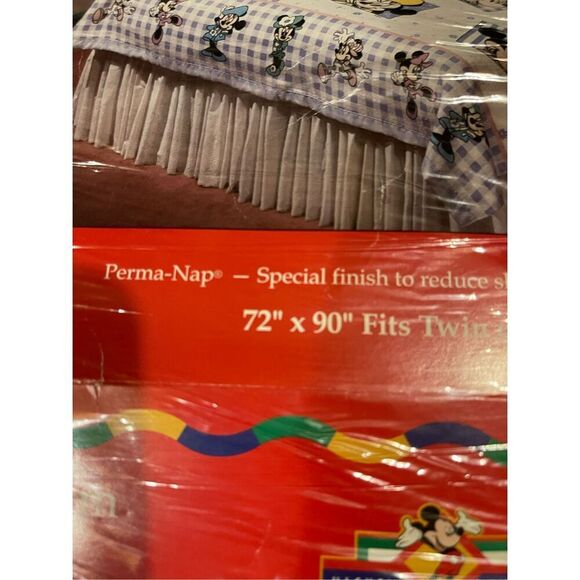 Perma-Nap® — Special finish to reduce
72" x 90" Fits Twin